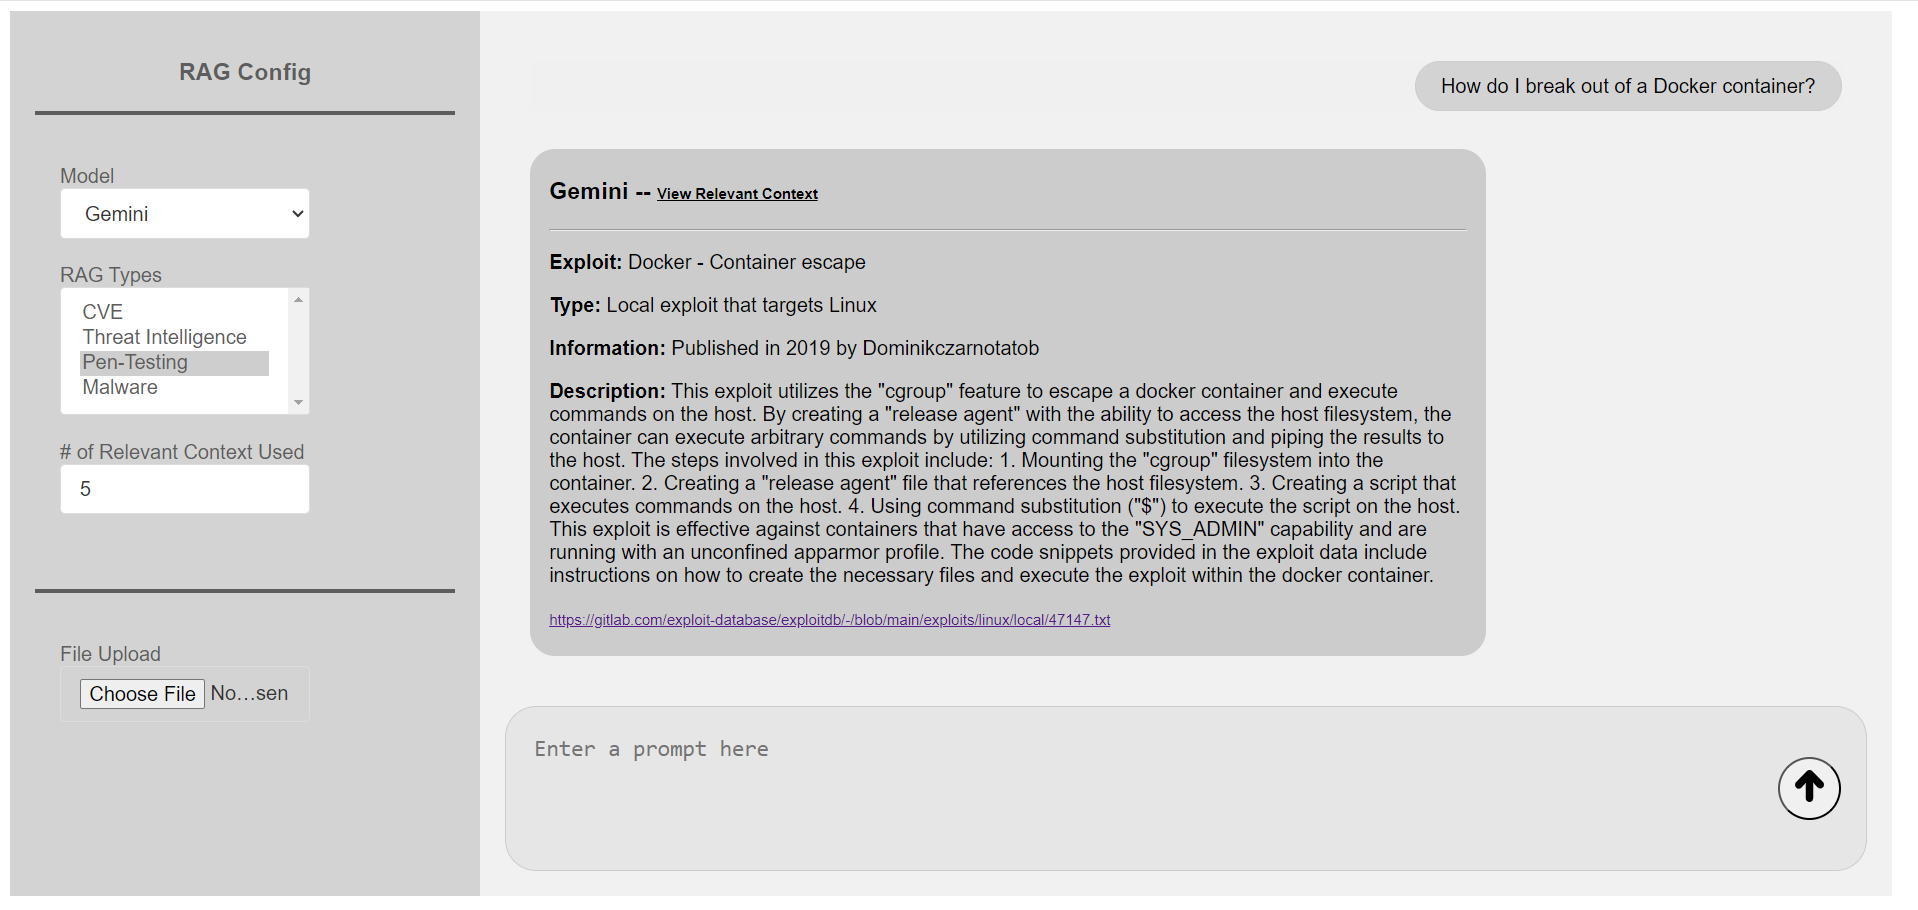 RAG Config
Model
Gemini
RAG Types
CVE
Threat Intelligence
Pen-Testing
Malware
# of Relevant Context Used
5
File Upload
Choose File No...sen
How do I break out of a Docker container?
Gemini -- View Relevant Context
Exploit: Docker - Container escape
Type: Local exploit that targets Linux
Information: Published in 2019 by Dominikczarnotatob
Description: This exploit utilizes the "cgroup" feature to escape a docker container and execute
commands on the host. By creating a "release agent" with the ability to access the host filesystem, the
container can execute arbitrary commands by utilizing command substitution and piping the results to
the host. The steps involved in this exploit include: 1. Mounting the "cgroup" filesystem into the
container. 2. Creating a "release agent" file that references the host filesystem. 3. Creating a script that
executes commands on the host. 4. Using command substitution ("$") to execute the script on the host.
This exploit is effective against containers that have access to the "SYS_ADMIN" capability and are
running with an unconfined apparmor profile. The code snippets provided in the exploit data include
instructions on how to create the necessary files and execute the exploit within the docker container.
https://gitlab.com/exploit-database/exploitdb/-/blob/main/exploits/linux/local/47147.txt
Enter a prompt here